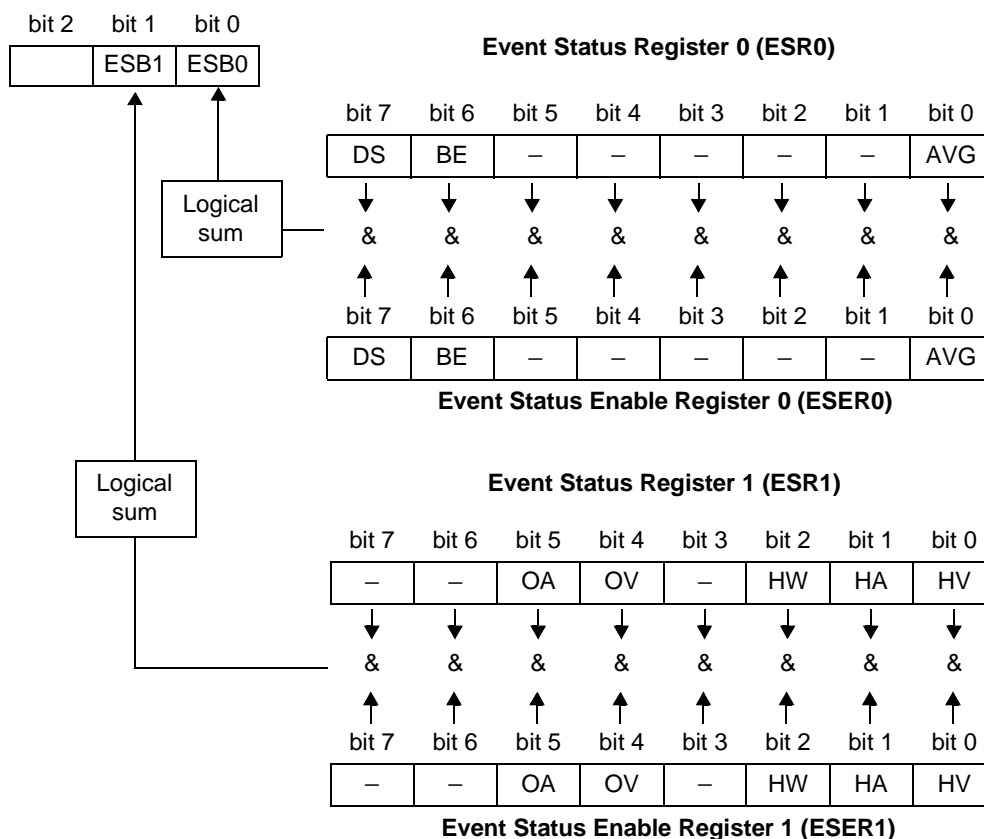 bit 2 bit 1 bit 0
ESB1 ESB0
Event Status Register 0 (ESR0)
bit 7 bit 6 bit 5 bit 4 bit 3 bit 2 bit 1 bit 0
DS BE – – – – – AVG
Logical
sum
& & & & & & & &
bit 7 bit 6 bit 5 bit 4 bit 3 bit 2 bit 1 bit 0
DS BE – – – – – AVG
Event Status Enable Register 0 (ESER0)
Logical
sum
Event Status Register 1 (ESR1)
bit 7 bit 6 bit 5 bit 4 bit 3 bit 2 bit 1 bit 0
– – OA OV – HW HA HV
& & & & & & & &
bit 7 bit 6 bit 5 bit 4 bit 3 bit 2 bit 1 bit 0
– – OA OV – HW HA HV
Event Status Enable Register 1 (ESER1)